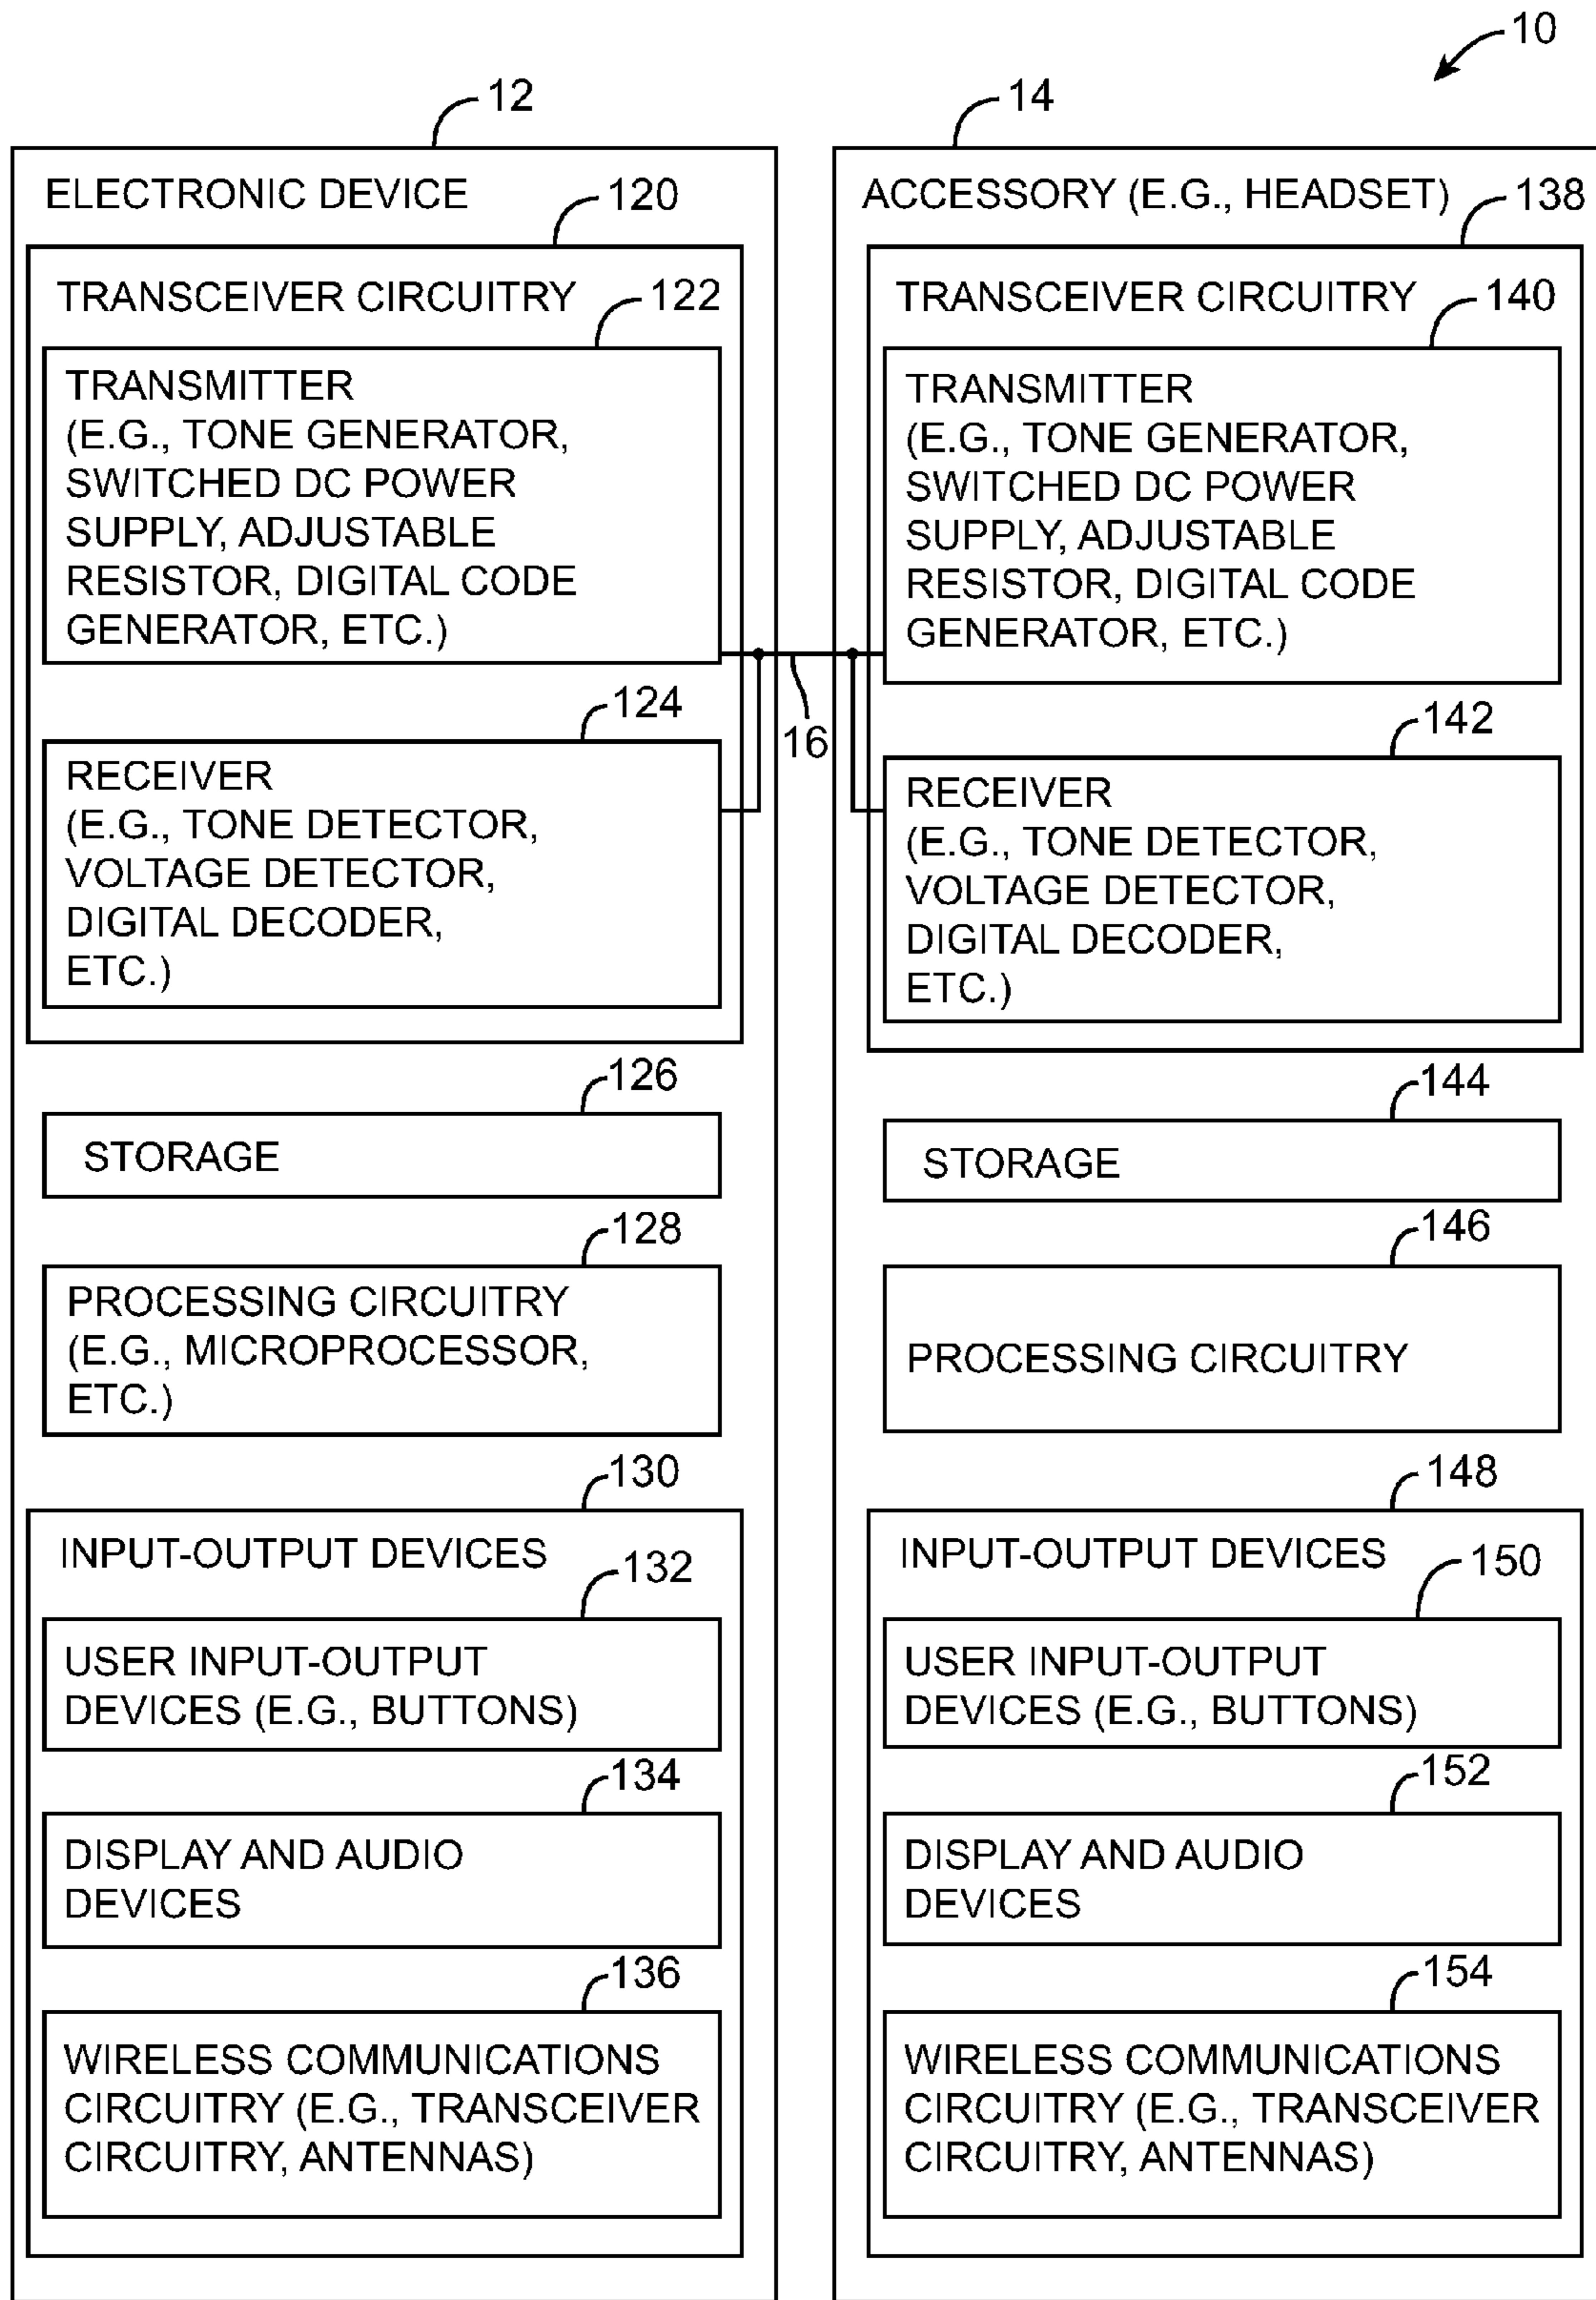 10
12
ELECTRONIC DEVICE
120
TRANSCEIVER CIRCUITRY
122
TRANSMITTER
(E.G., TONE GENERATOR,
SWITCHED DC POWER
SUPPLY, ADJUSTABLE
RESISTOR, DIGITAL CODE
GENERATOR, ETC.)
124
RECEIVER
(E.G., TONE DETECTOR,
VOLTAGE DETECTOR,
DIGITAL DECODER,
ETC.)
126
STORAGE
128
PROCESSING CIRCUITRY
(E.G., MICROPROCESSOR,
ETC.)
130
INPUT-OUTPUT DEVICES
132
USER INPUT-OUTPUT
DEVICES (E.G., BUTTONS)
134
DISPLAY AND AUDIO
DEVICES
136
WIRELESS COMMUNICATIONS
CIRCUITRY (E.G., TRANSCEIVER
CIRCUITRY, ANTENNAS)
16
14
ACCESSORY (E.G., HEADSET)
138
TRANSCEIVER CIRCUITRY
140
TRANSMITTER
(E.G., TONE GENERATOR,
SWITCHED DC POWER
SUPPLY, ADJUSTABLE
RESISTOR, DIGITAL CODE
GENERATOR, ETC.)
142
RECEIVER
(E.G., TONE DETECTOR,
VOLTAGE DETECTOR,
DIGITAL DECODER,
ETC.)
144
STORAGE
146
PROCESSING CIRCUITRY
148
INPUT-OUTPUT DEVICES
150
USER INPUT-OUTPUT
DEVICES (E.G., BUTTONS)
152
DISPLAY AND AUDIO
DEVICES
154
WIRELESS COMMUNICATIONS
CIRCUITRY (E.G., TRANSCEIVER
CIRCUITRY, ANTENNAS)